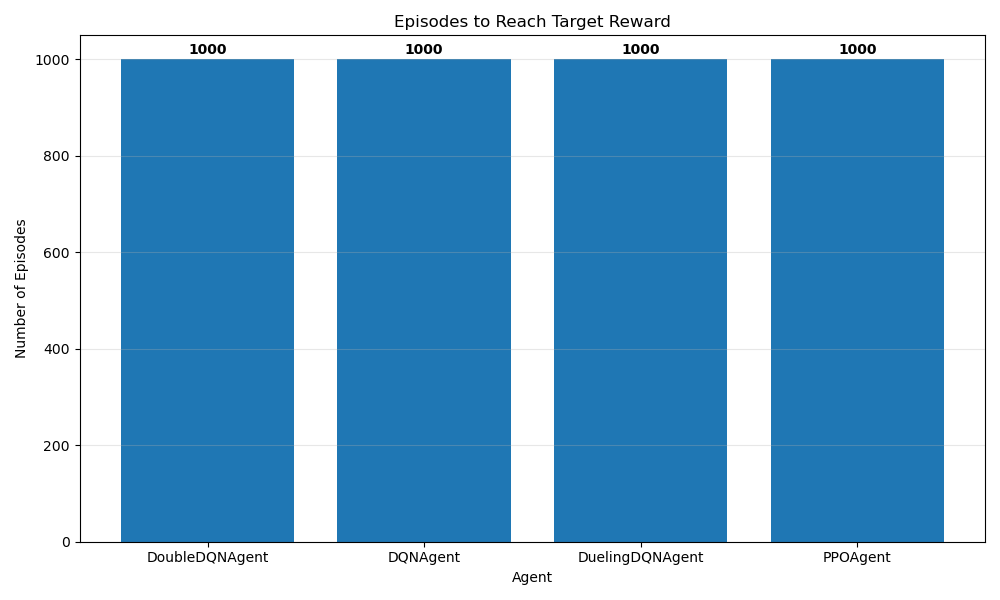 Episodes to Reach Target Reward
1000 1000 1000 1000
1000
800
600
400
200
0
Number of Episodes
DoubleDQNAgent DQNAgent DuelingDQNAgent PPOAgent
Agent